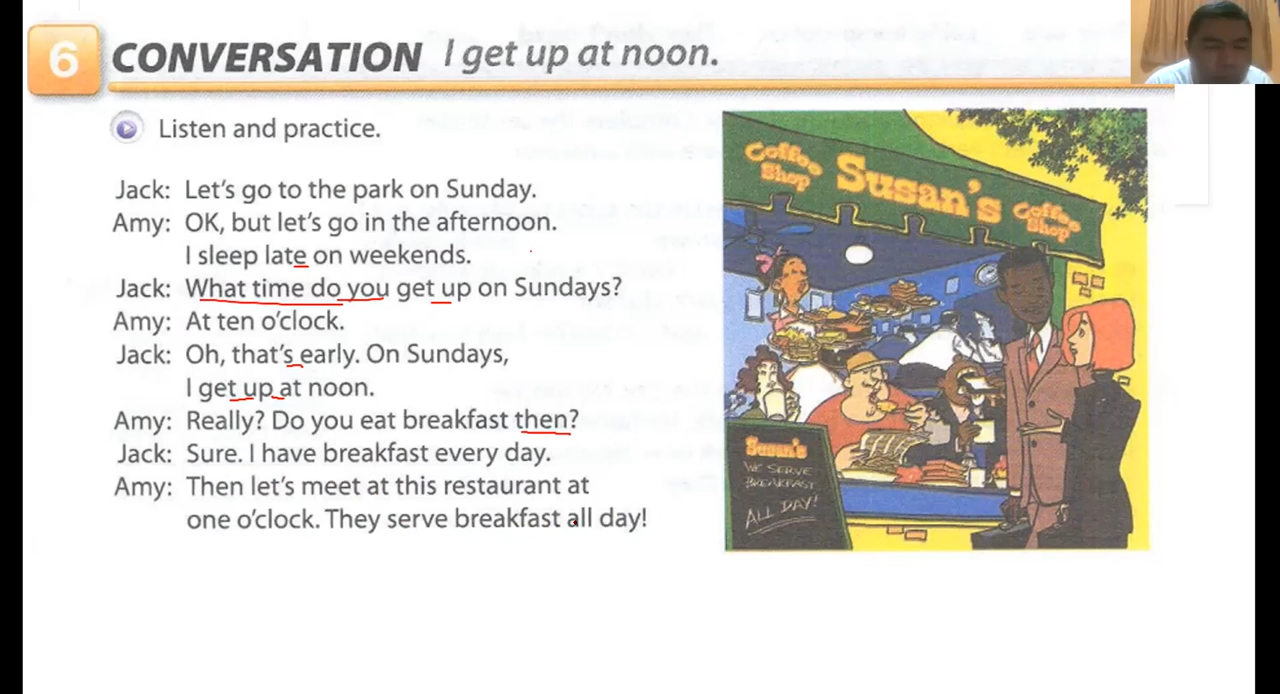 6 CONVERSATION I get up at noon.
Listen and practice.
Jack: Let's go to the park on Sunday.
Amy: OK, but let's go in the afternoon.
I sleep late on weekends.
Jack: What time do you get up on Sundays?
Amy: At ten o'clock.
Jack: Oh, that's early. On Sundays,
I get up at noon.
Amy: Really? Do you eat breakfast then?
Jack: Sure. I have breakfast every day.
Amy: Then let's meet at this restaurant at
one o'clock. They serve breakfast all day!
Coffee Shop Susan's Coffee Shop
Susan's
WE SERVE
BREAKFAST
ALL DAY!